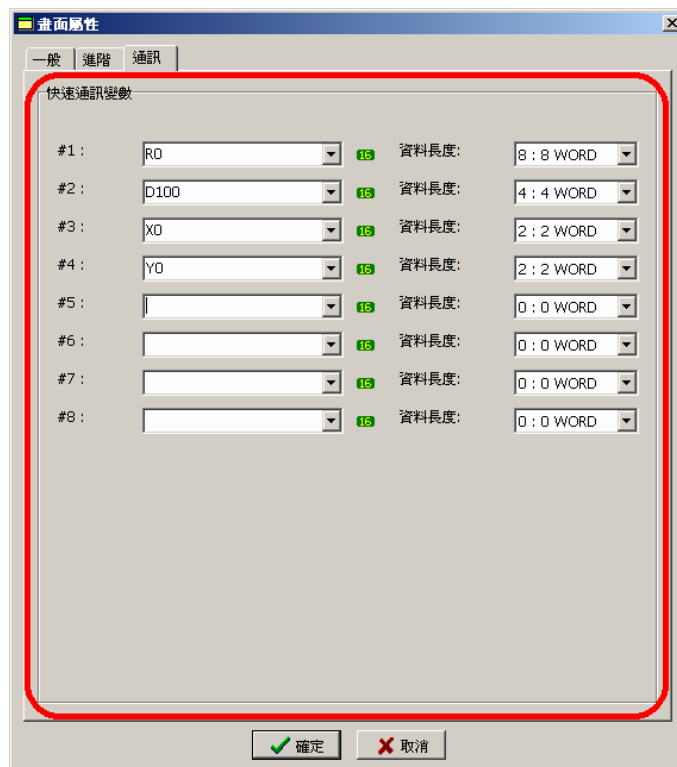 畫面屬性
一般 進階 通訊
快速通訊變數
#1 : R0 16 資料長度: 8 : 8 WORD
#2 : D100 16 資料長度: 4 : 4 WORD
#3 : X0 16 資料長度: 2 : 2 WORD
#4 : Y0 16 資料長度: 2 : 2 WORD
#5 : 16 資料長度: 0 : 0 WORD
#6 : 16 資料長度: 0 : 0 WORD
#7 : 16 資料長度: 0 : 0 WORD
#8 : 16 資料長度: 0 : 0 WORD
確定 取消